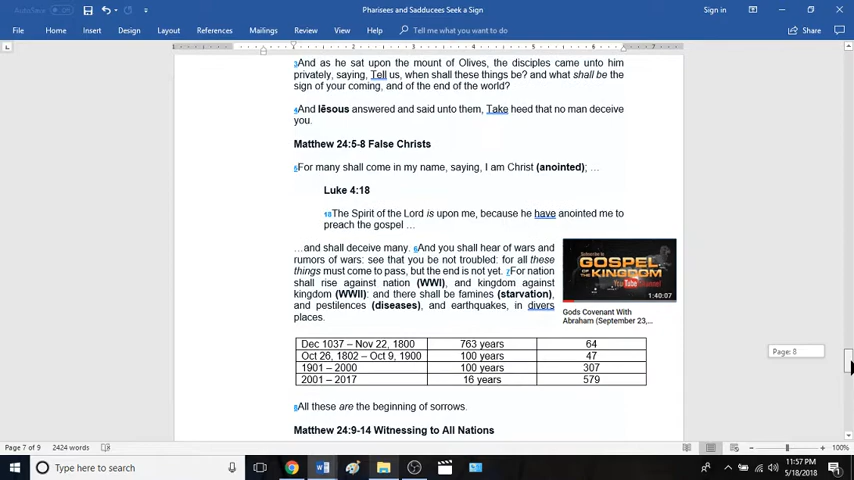 Pharisees and Sadducees Seek a Sign
Sign in
File Home Insert Draw Design Layout References Mailings Review View Help Tell me what you want to do Share
3And as he sat upon the mount of Olives, the disciples came unto him
privately, saying, Tell us, when shall these things be? and what shall be the
sign of your coming, and of the end of the world?
4And Iēsous answered and said unto them, Take heed that no man deceive
you.
Matthew 24:5-8 False Christs
5For many shall come in my name, saying, I am Christ (anointed); …
Luke 4:18
18The Spirit of the Lord is upon me, because he have anointed me to
preach the gospel …
…and shall deceive many. 6And you shall hear of wars and
rumors of wars: see that you be not troubled: for all these
things must come to pass, but the end is not yet. 7For nation
shall rise against nation (WWI), and kingdom against
kingdom (WWII): and there shall be famines (starvation),
and pestilences (diseases), and earthquakes, in divers
places.
Subscribe to
GOSPEL
OF THE
KINGDOM
YouTube Channel
1:40:07
Gods Covenant With
Abraham (September 23,...
Dec 1037 – Nov 22, 1800 763 years 64
Oct 26, 1802 – Oct 9, 1900 100 years 47
1901 – 2000 100 years 307
2001 – 2017 16 years 579
Page: 8
8All these are the beginning of sorrows.
Matthew 24:9-14 Witnessing to All Nations
Page 7 of 9 2424 words 100%
Type here to search
11:57 PM
5/18/2018